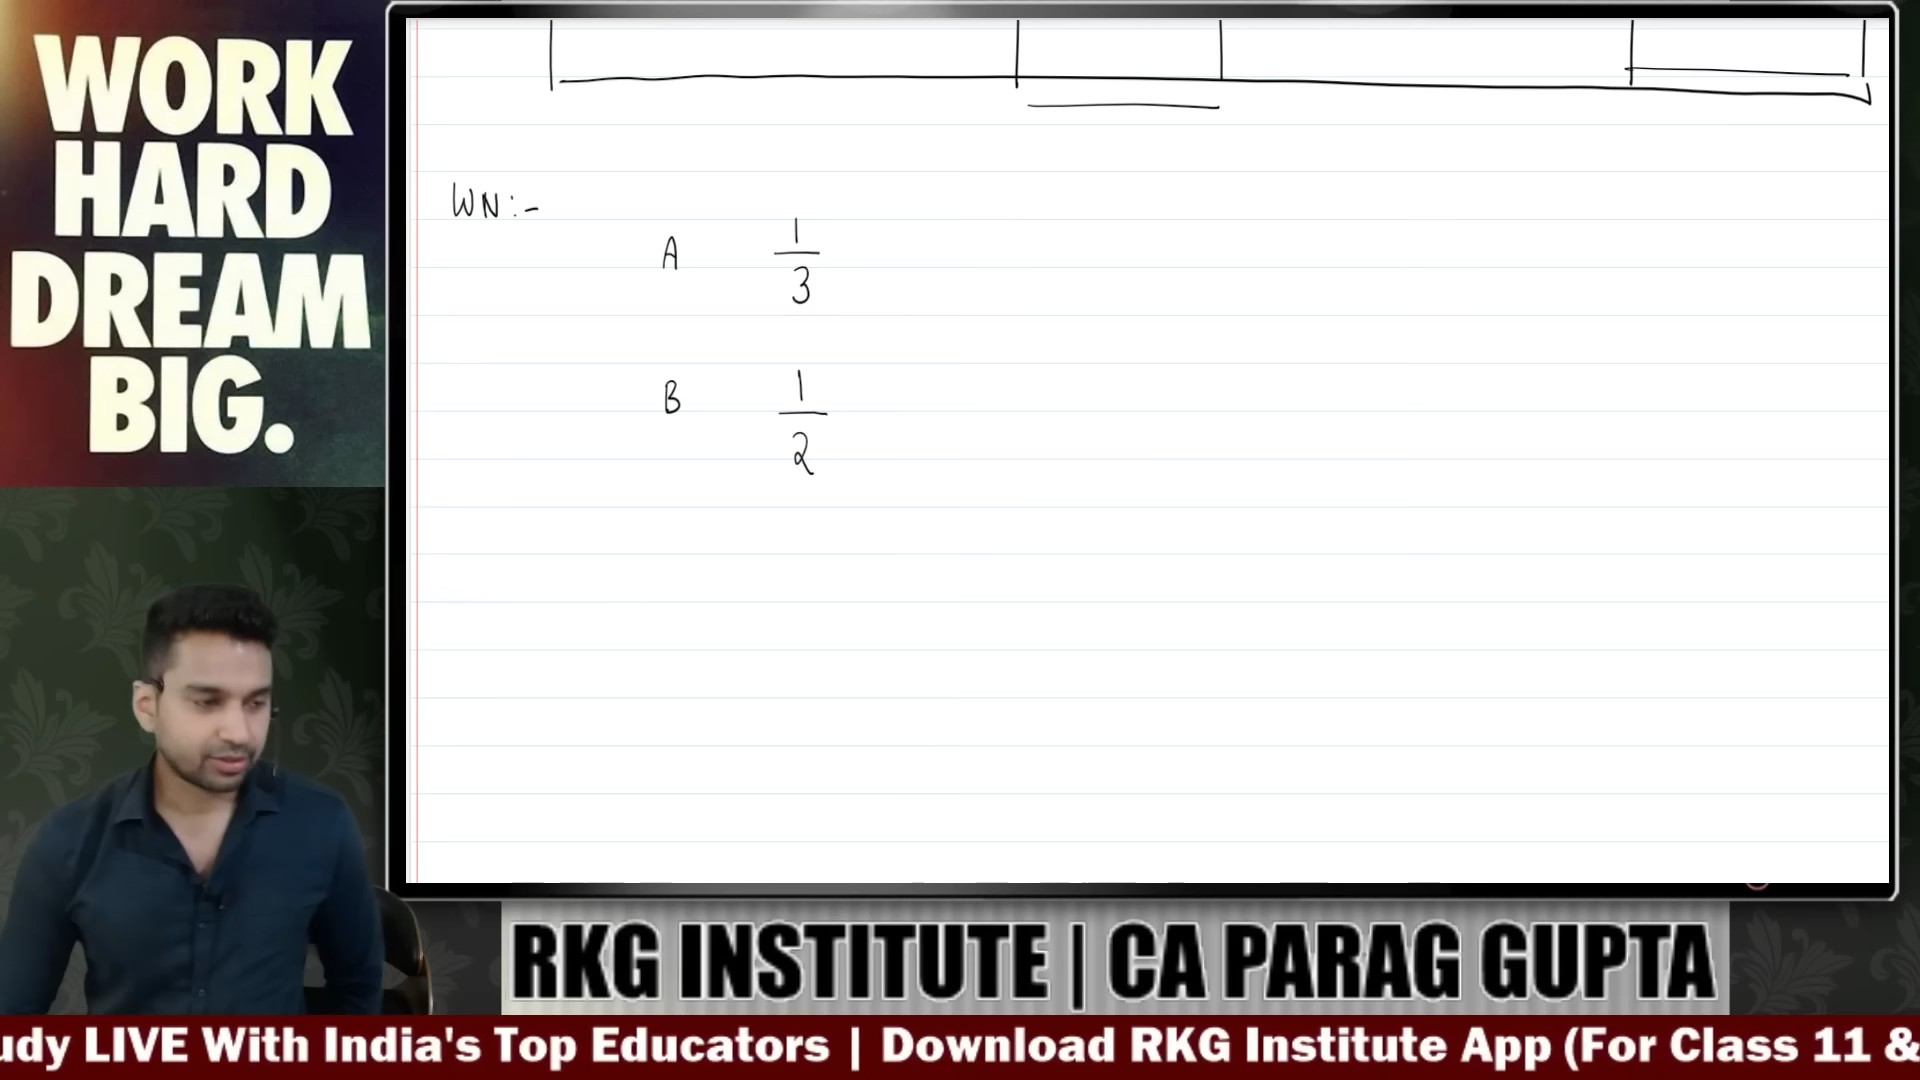 WORK
HARD
DREAM
BIG.
WN:-
A 1/3
B 1/2
RKG INSTITUTE | CA PARAG GUPTA
udy LIVE With India's Top Educators | Download RKG Institute App (For Class 11 &